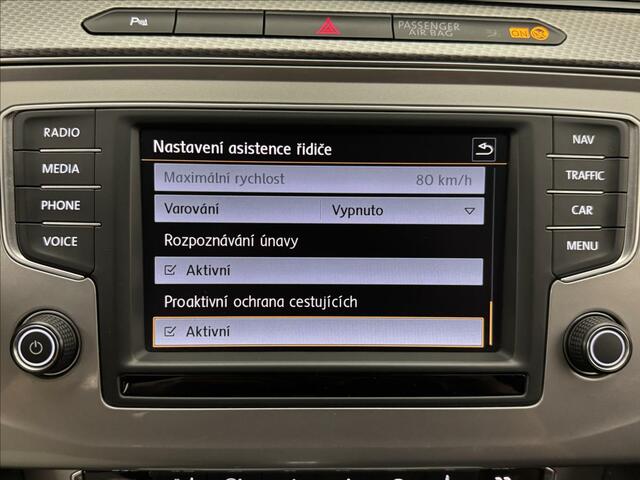 P
PASSENGER
AIR BAG
ON
RADIO
MEDIA
PHONE
VOICE
Nastavení asistence řidiče
Maximální rychlost 80 km/h
Varování Vypnuto
Rozpoznávání únavy
Aktivní
Proaktivní ochrana cestujících
Aktivní
NAV
TRAFFIC
CAR
MENU